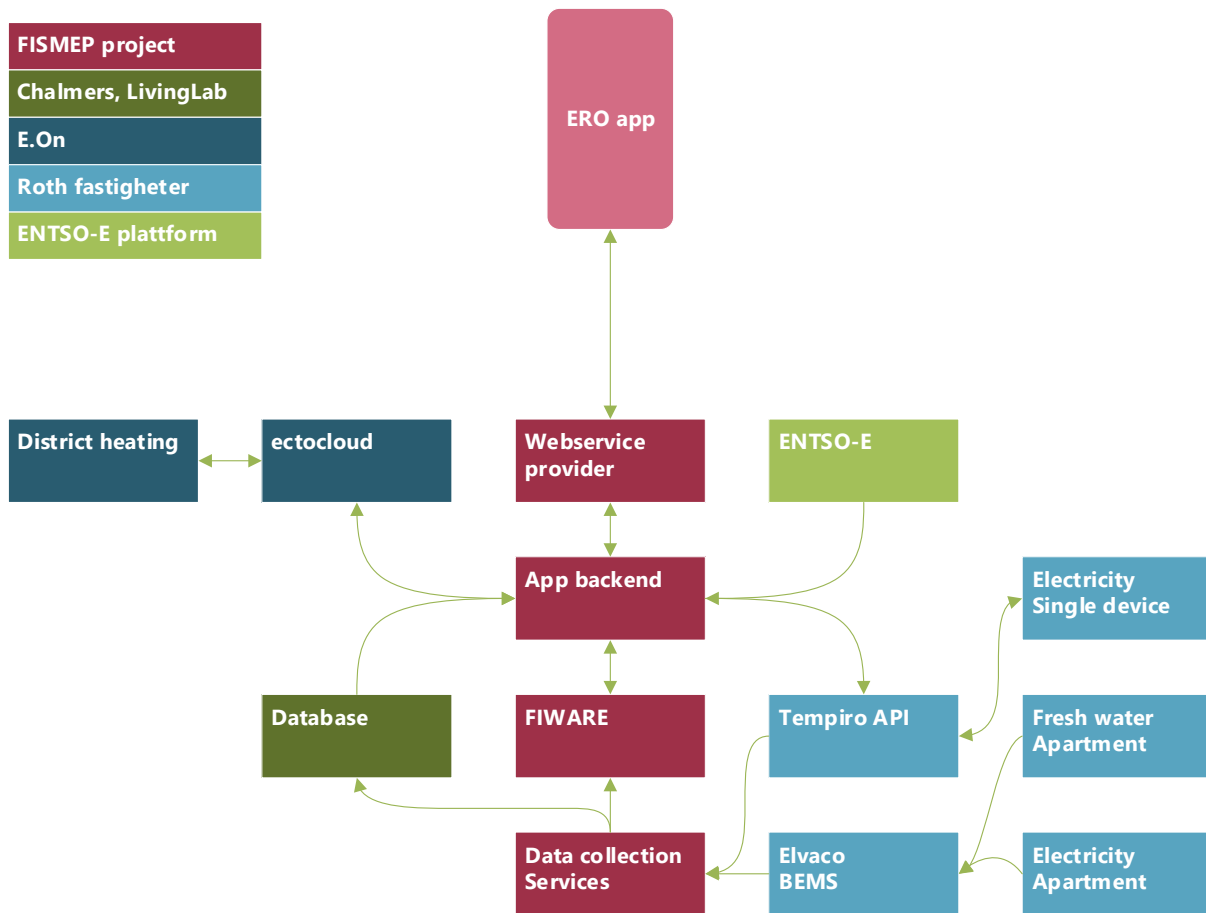 FISMEP project
Chalmers, LivingLab
E.On
Roth fastigheter
ENTSO-E plattform
ERO app
District heating
ectocloud
Webservice
provider
ENTSO-E
App backend
Electricity
Single device
Database
FIWARE
Tempiro API
Fresh water
Apartment
Data collection
Services
Elvaco
BEMS
Electricity
Apartment